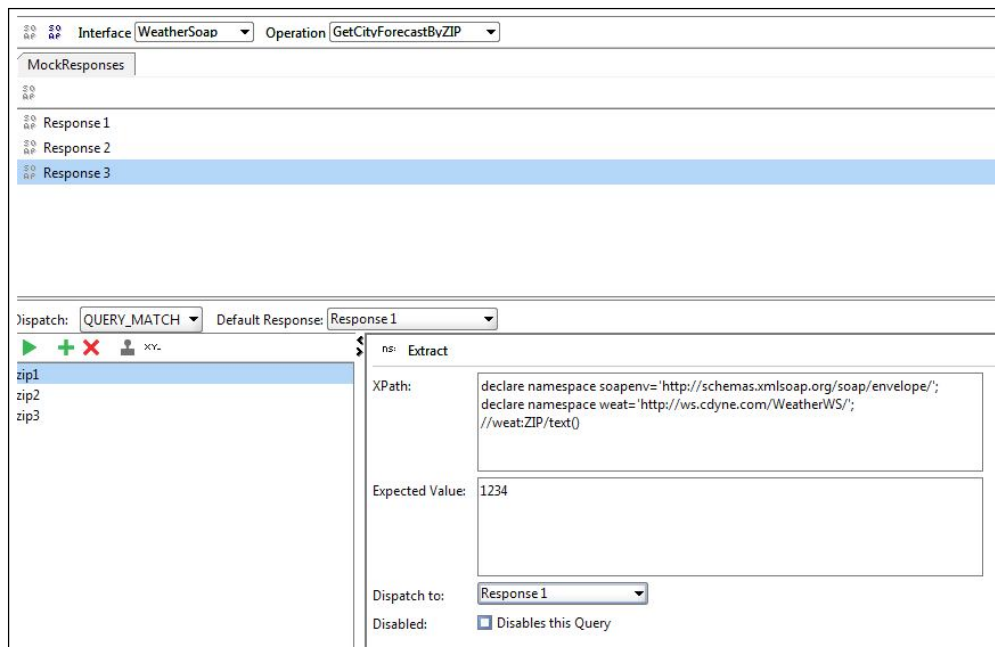 Interface WeatherSoap Operation GetCityForecastByZIP
MockResponses
Response 1
Response 2
Response 3
Dispatch: QUERY_MATCH Default Response: Response 1
XY=
zip1
zip2
zip3
ns: Extract
XPath:
declare namespace soapenv='http://schemas.xmlsoap.org/soap/envelope/';
declare namespace weat='http://ws.cdyne.com/WeatherWS/';
//weat:ZIP/text()
Expected Value: 1234
Dispatch to: Response 1
Disabled: Disables this Query